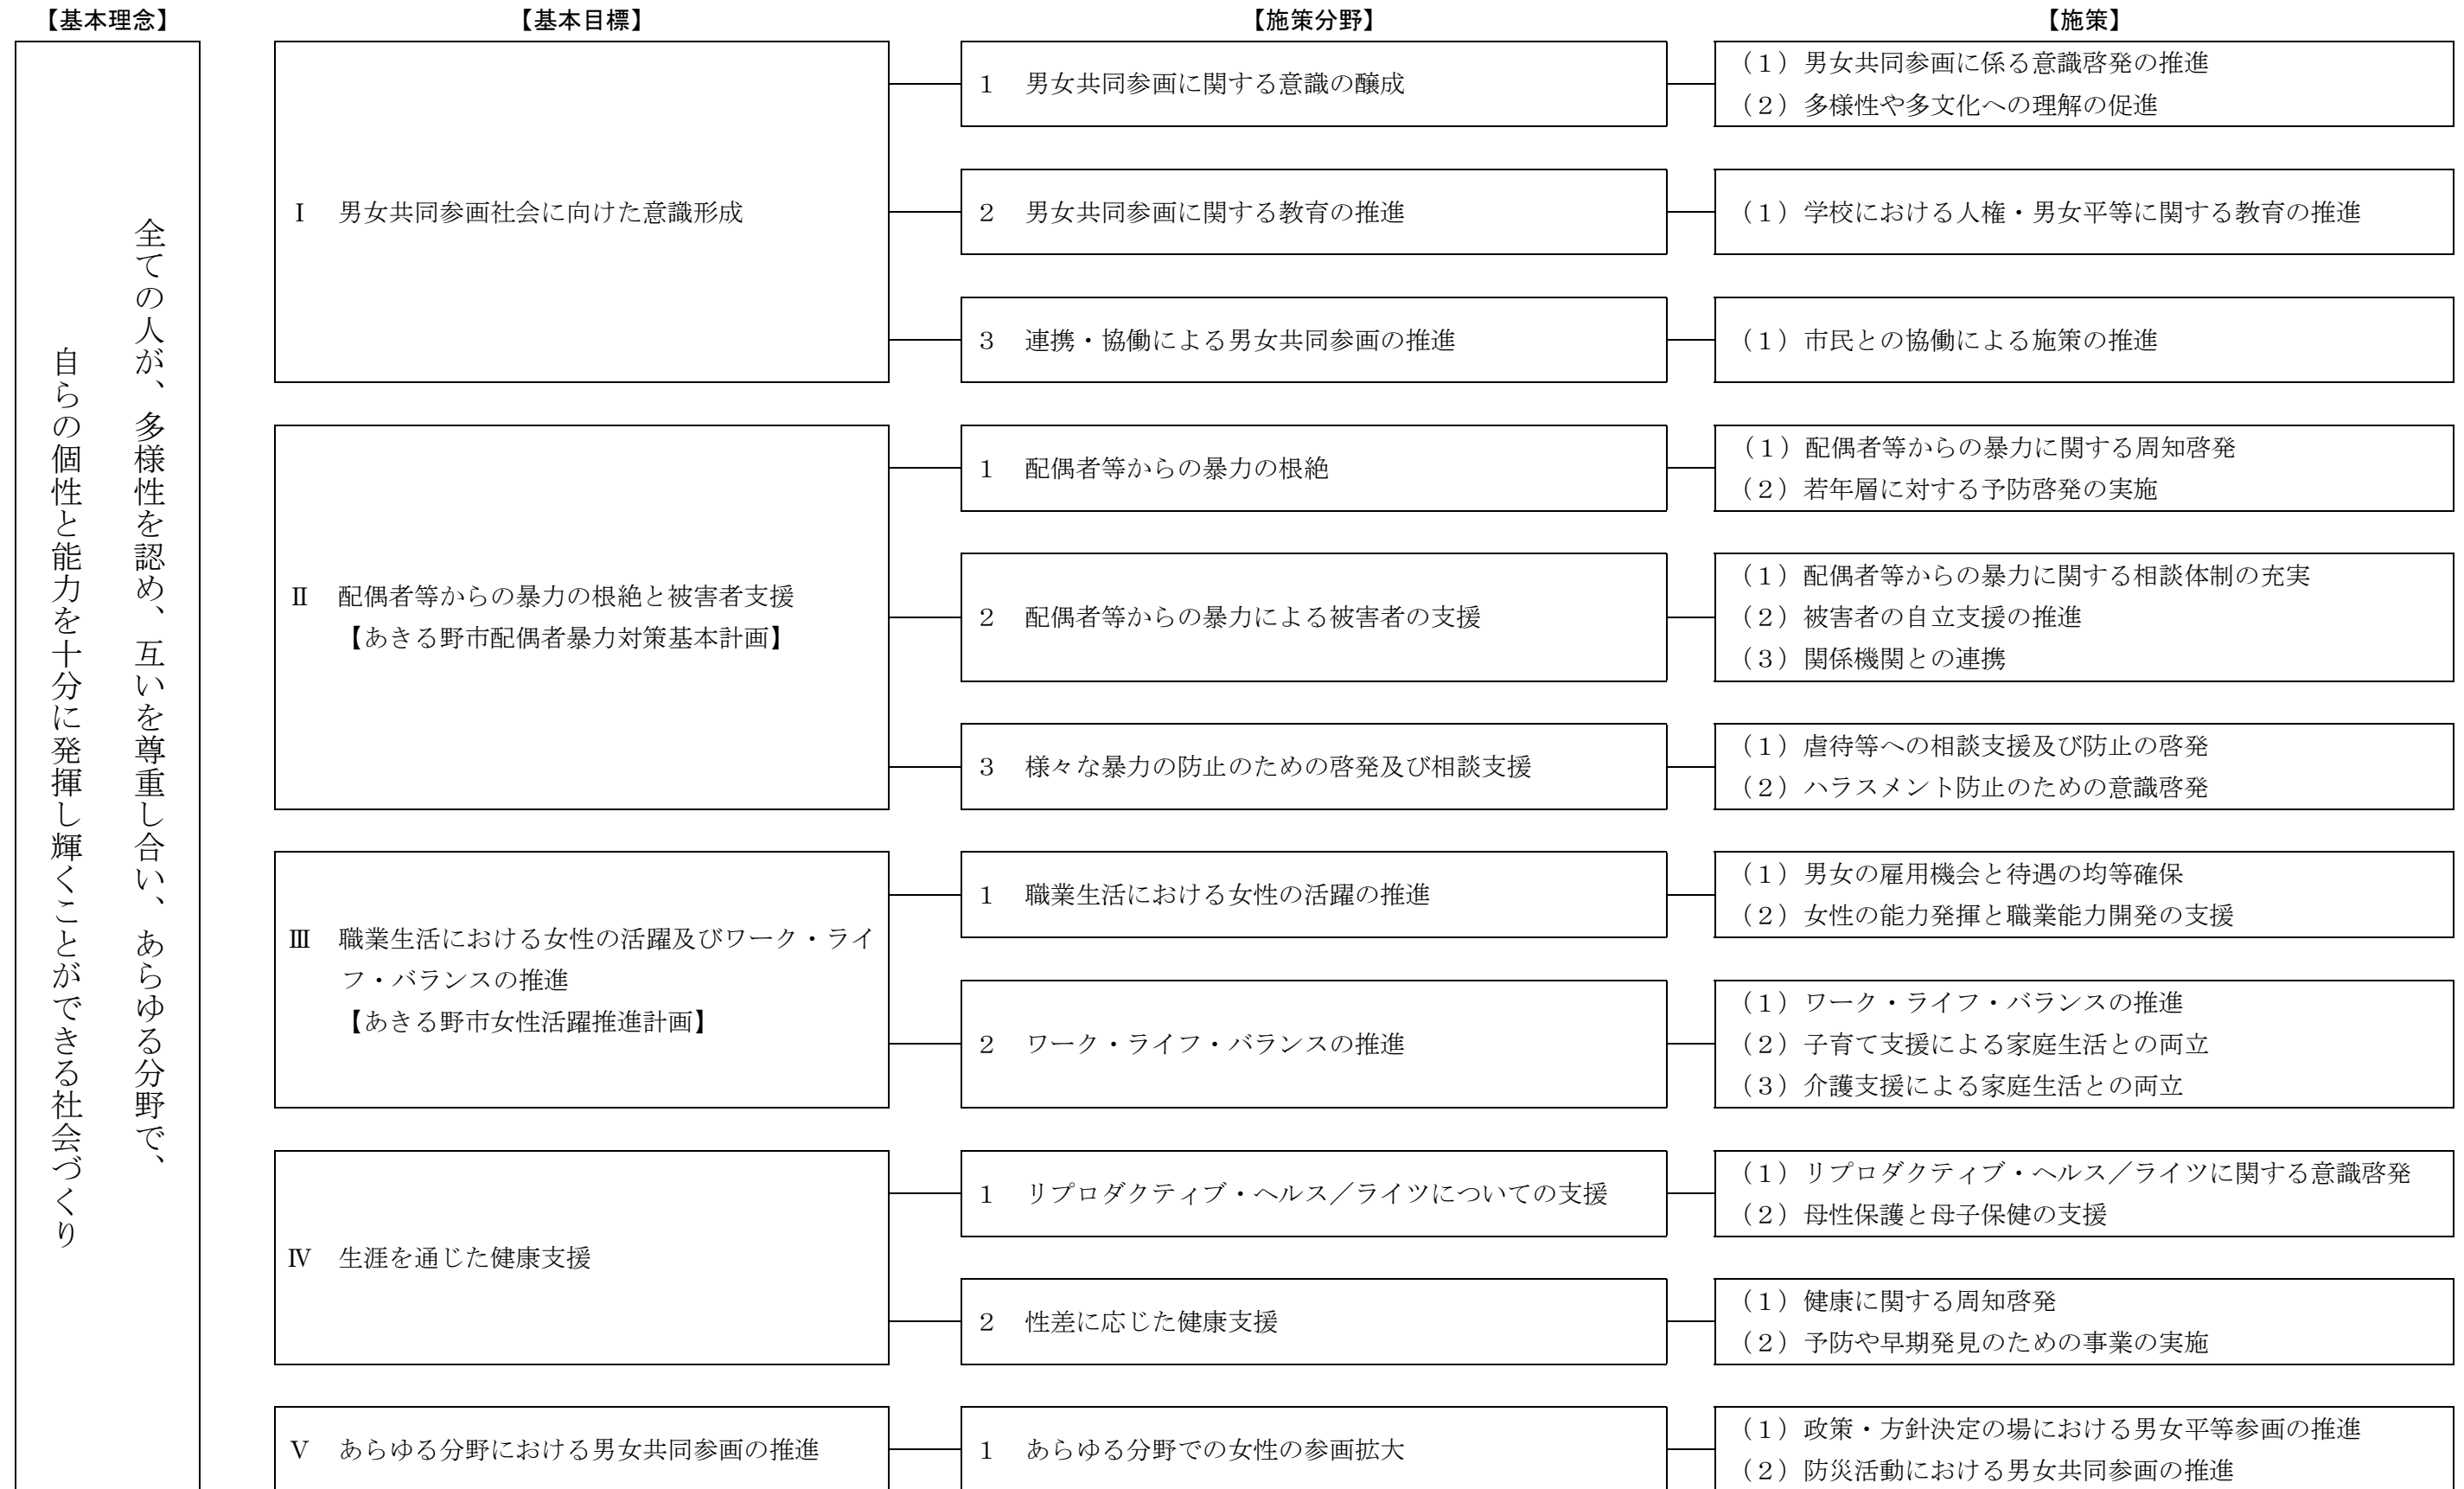 【基本理念】
【基本目標】
【施策分野】
【施策】
全ての人が、多様性を認め、互いを尊重し合い、あらゆる分野で、
自らの個性と能力を十分に発揮し輝くことができる社会づくり
Ⅰ　男女共同参画社会に向けた意識形成
1　男女共同参画に関する意識の醸成
（1）男女共同参画に係る意識啓発の推進
（2）多様性や多文化への理解の促進
2　男女共同参画に関する教育の推進
（1）学校における人権・男女平等に関する教育の推進
3　連携・協働による男女共同参画の推進
（1）市民との協働による施策の推進
Ⅱ　配偶者等からの暴力の根絶と被害者支援
【あきる野市配偶者暴力対策基本計画】
1　配偶者等からの暴力の根絶
（1）配偶者等からの暴力に関する周知啓発
（2）若年層に対する予防啓発の実施
2　配偶者等からの暴力による被害者の支援
（1）配偶者等からの暴力に関する相談体制の充実
（2）被害者の自立支援の推進
（3）関係機関との連携
3　様々な暴力の防止のための啓発及び相談支援
（1）虐待等への相談支援及び防止の啓発
（2）ハラスメント防止のための意識啓発
Ⅲ　職業生活における女性の活躍及びワーク・ライ
フ・バランスの推進
【あきる野市女性活躍推進計画】
1　職業生活における女性の活躍の推進
（1）男女の雇用機会と待遇の均等確保
（2）女性の能力発揮と職業能力開発の支援
2　ワーク・ライフ・バランスの推進
（1）ワーク・ライフ・バランスの推進
（2）子育て支援による家庭生活との両立
（3）介護支援による家庭生活との両立
Ⅳ　生涯を通じた健康支援
1　リプロダクティブ・ヘルス／ライツについての支援
（1）リプロダクティブ・ヘルス／ライツに関する意識啓発
（2）母性保護と母子保健の支援
2　性差に応じた健康支援
（1）健康に関する周知啓発
（2）予防や早期発見のための事業の実施
Ⅴ　あらゆる分野における男女共同参画の推進
1　あらゆる分野での女性の参画拡大
（1）政策・方針決定の場における男女平等参画の推進
（2）防災活動における男女共同参画の推進